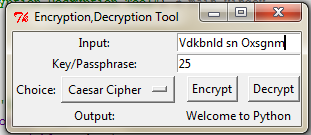 Encryption,Decryption Tool
Input: Vdkbnld sn Oxsgnm
Key/Passphrase: 25
Choice: Caesar Cipher Encrypt Decrypt
Output: Welcome to Python